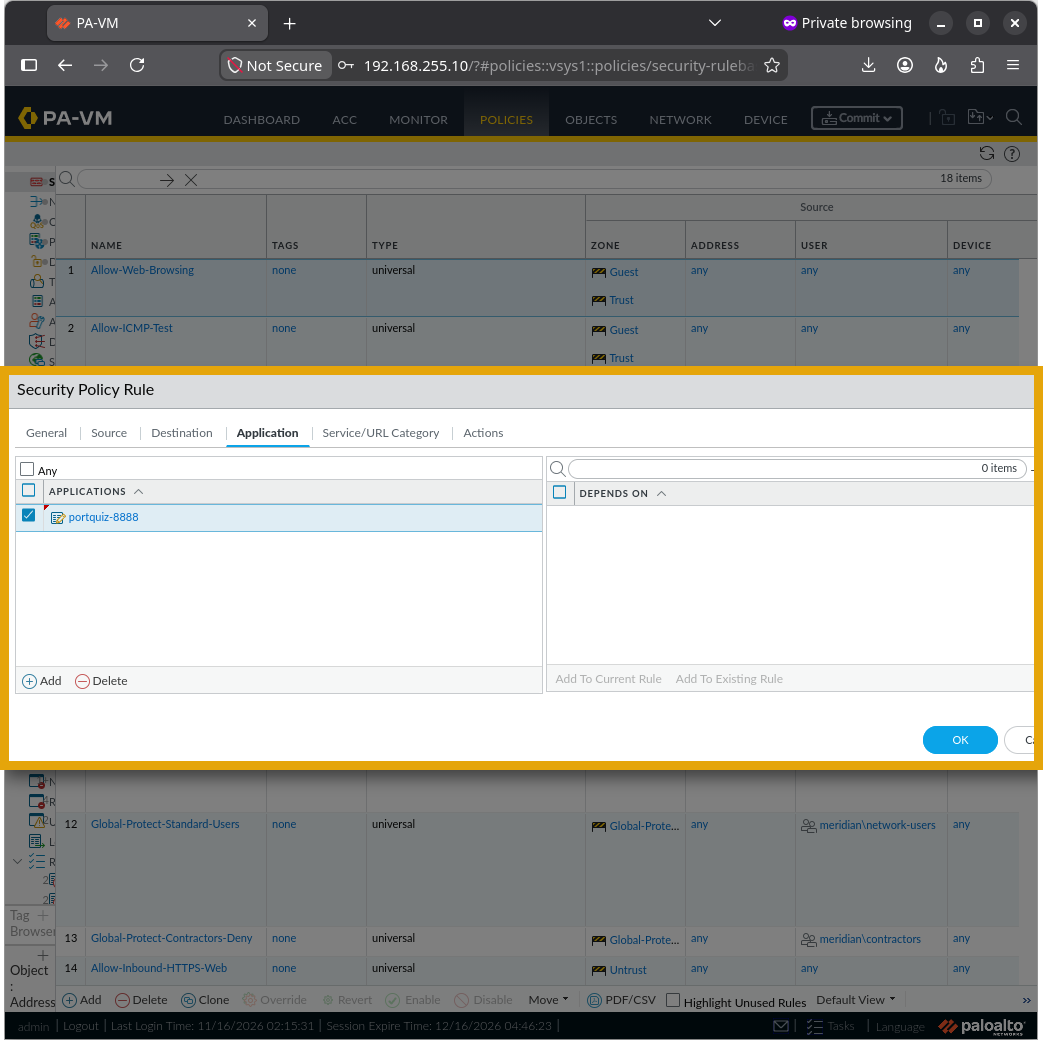 PA-VM
Private browsing
Not Secure
192.168.255.10/?#policies::vsys1::policies/security-ruleba
PA-VM
DASHBOARD ACC MONITOR POLICIES OBJECTS NETWORK DEVICE Commit
18 items
Source
NAME TAGS TYPE ZONE ADDRESS USER DEVICE
1 Allow-Web-Browsing none universal Guest any any any
Trust
2 Allow-ICMP-Test none universal Guest any any any
Trust
Security Policy Rule
General Source Destination Application Service/URL Category Actions
Any
0 items
APPLICATIONS
DEPENDS ON
portquiz-8888
Add Delete
Add To Current Rule Add To Existing Rule
OK
12 Global-Protect-Standard-Users none universal Global-Prote... any meridian\network-users any
13 Global-Protect-Contractors-Deny none universal Global-Prote... any meridian\contractors any
14 Allow-Inbound-HTTPS-Web none universal Untrust any any any
Tag
Browser
Object
:
Address
Add Delete Clone Override Revert Enable Disable Move PDF/CSV Highlight Unused Rules Default View
admin | Logout | Last Login Time: 11/16/2026 02:15:31 | Session Expire Time: 12/16/2026 04:46:23 |
Tasks | Language paloalto
NETWORKS